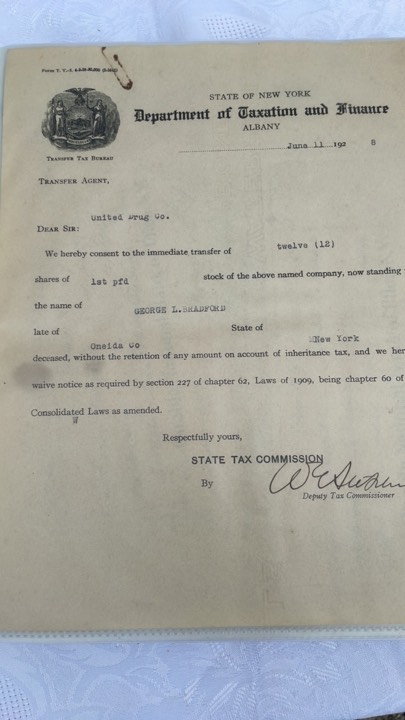 STATE OF NEW YORK
Department of Taxation and Finance
ALBANY
TRANSFER TAX BUREAU
June 11 192 8
TRANSFER AGENT,
United Drug Co.
DEAR SIR:
We hereby consent to the immediate transfer of twelve (12)
shares of 1st pfd stock of the above named company, now standing
the name of GEORGE L.BRADFORD
late of Oneida Co State of New York
deceased, without the retention of any amount on account of inheritance tax, and we her
waive notice as required by section 227 of chapter 62, Laws of 1909, being chapter 60 of
Consolidated Laws as amended.
W
Respectfully yours,
STATE TAX COMMISSION
By
Deputy Tax Commissioner